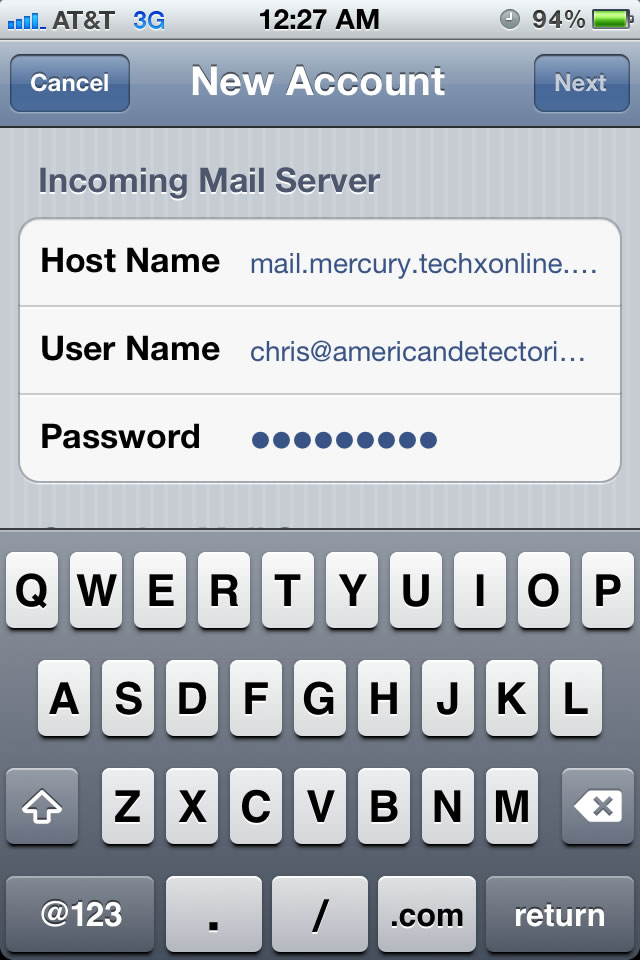 AT&T 3G 12:27 AM 94%
Cancel New Account Next
Incoming Mail Server
Host Name mail.mercury.techxonline....
User Name chris@americandetectori...
Password ●●●●●●●●●
Q W E R T Y U I O P
A S D F G H J K L
Z X C V B N M
@123 . / .com return